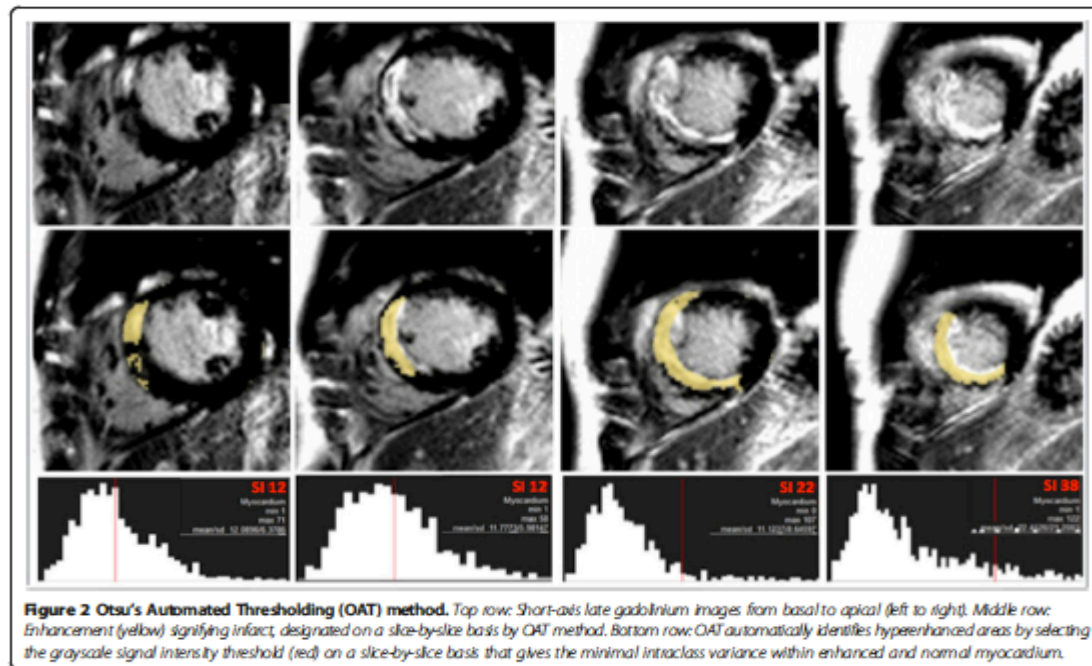 SI 12
Myocardium
min 1
max 71
SI 12
Myocardium
min 1
max 50
SI 22
Myocardium
min 0
max 107
SI 38
Myocardium
min 1
max 122
Figure 2 Otsu's Automated Thresholding (OAT) method. Top row: Short-axis late gadolinium images from basal to apical (left to right). Middle row:
Enhancement (yellow) signifying infarct, designated on a slice-by-slice basis by OAT method. Bottom row: OAT automatically identifies hyperenhanced areas by selecting
the grayscale signal intensity threshold (red) on a slice-by-slice basis that gives the minimal intraclass variance within enhanced and normal myocardium.